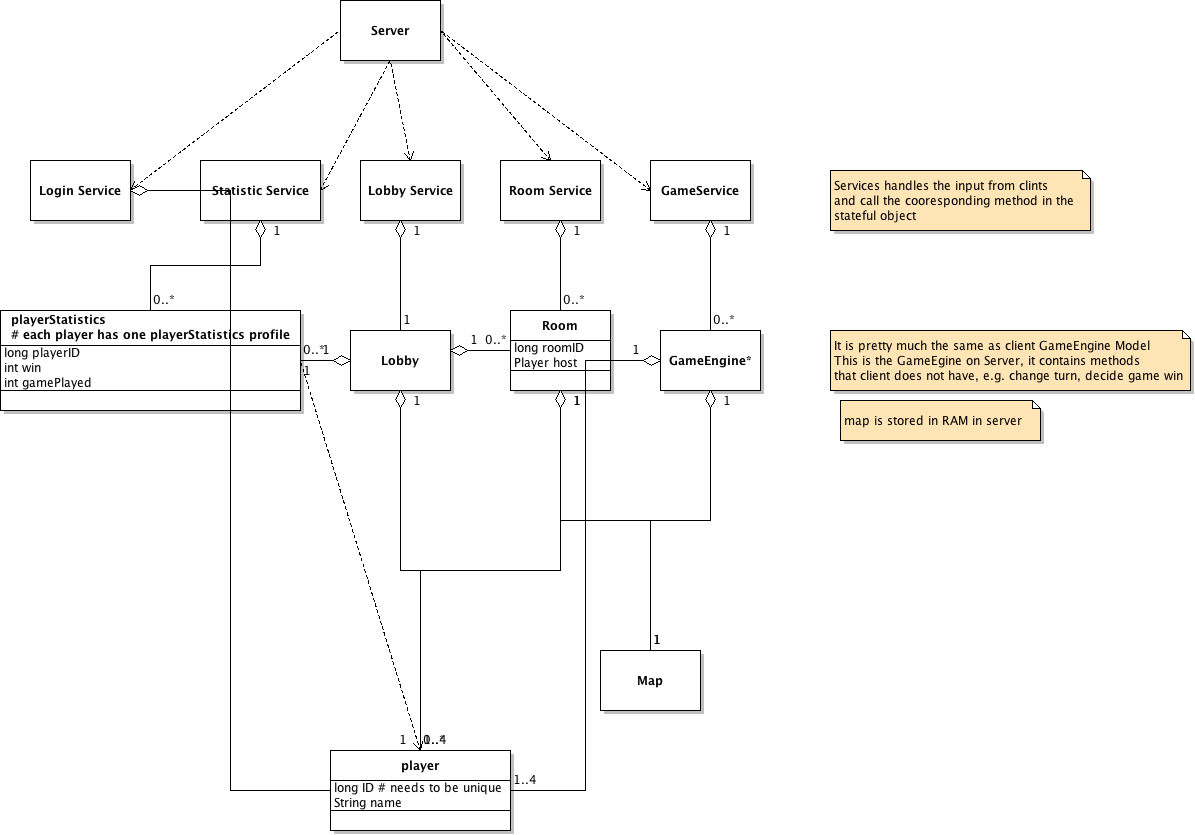 Server
Login Service
Statistic Service
Lobby Service
Room Service
GameService
Services handles the input from clints
and call the cooresponding method in the
stateful object
1
1
1
1
0..*
1
0..*
0..*
playerStatistics
# each player has one playerStatistics profile
long playerID
int win
int gamePlayed
0..*
1
1
Lobby
1
0..*
Room
long roomID
Player host
1
GameEngine*
It is pretty much the same as client GameEngine Model
This is the GameEgine on Server, it contains methods
that client does not have, e.g. change turn, decide game win
1
1
1
map is stored in RAM in server
1
Map
1
1..4
player
long ID # needs to be unique
String name
1..4